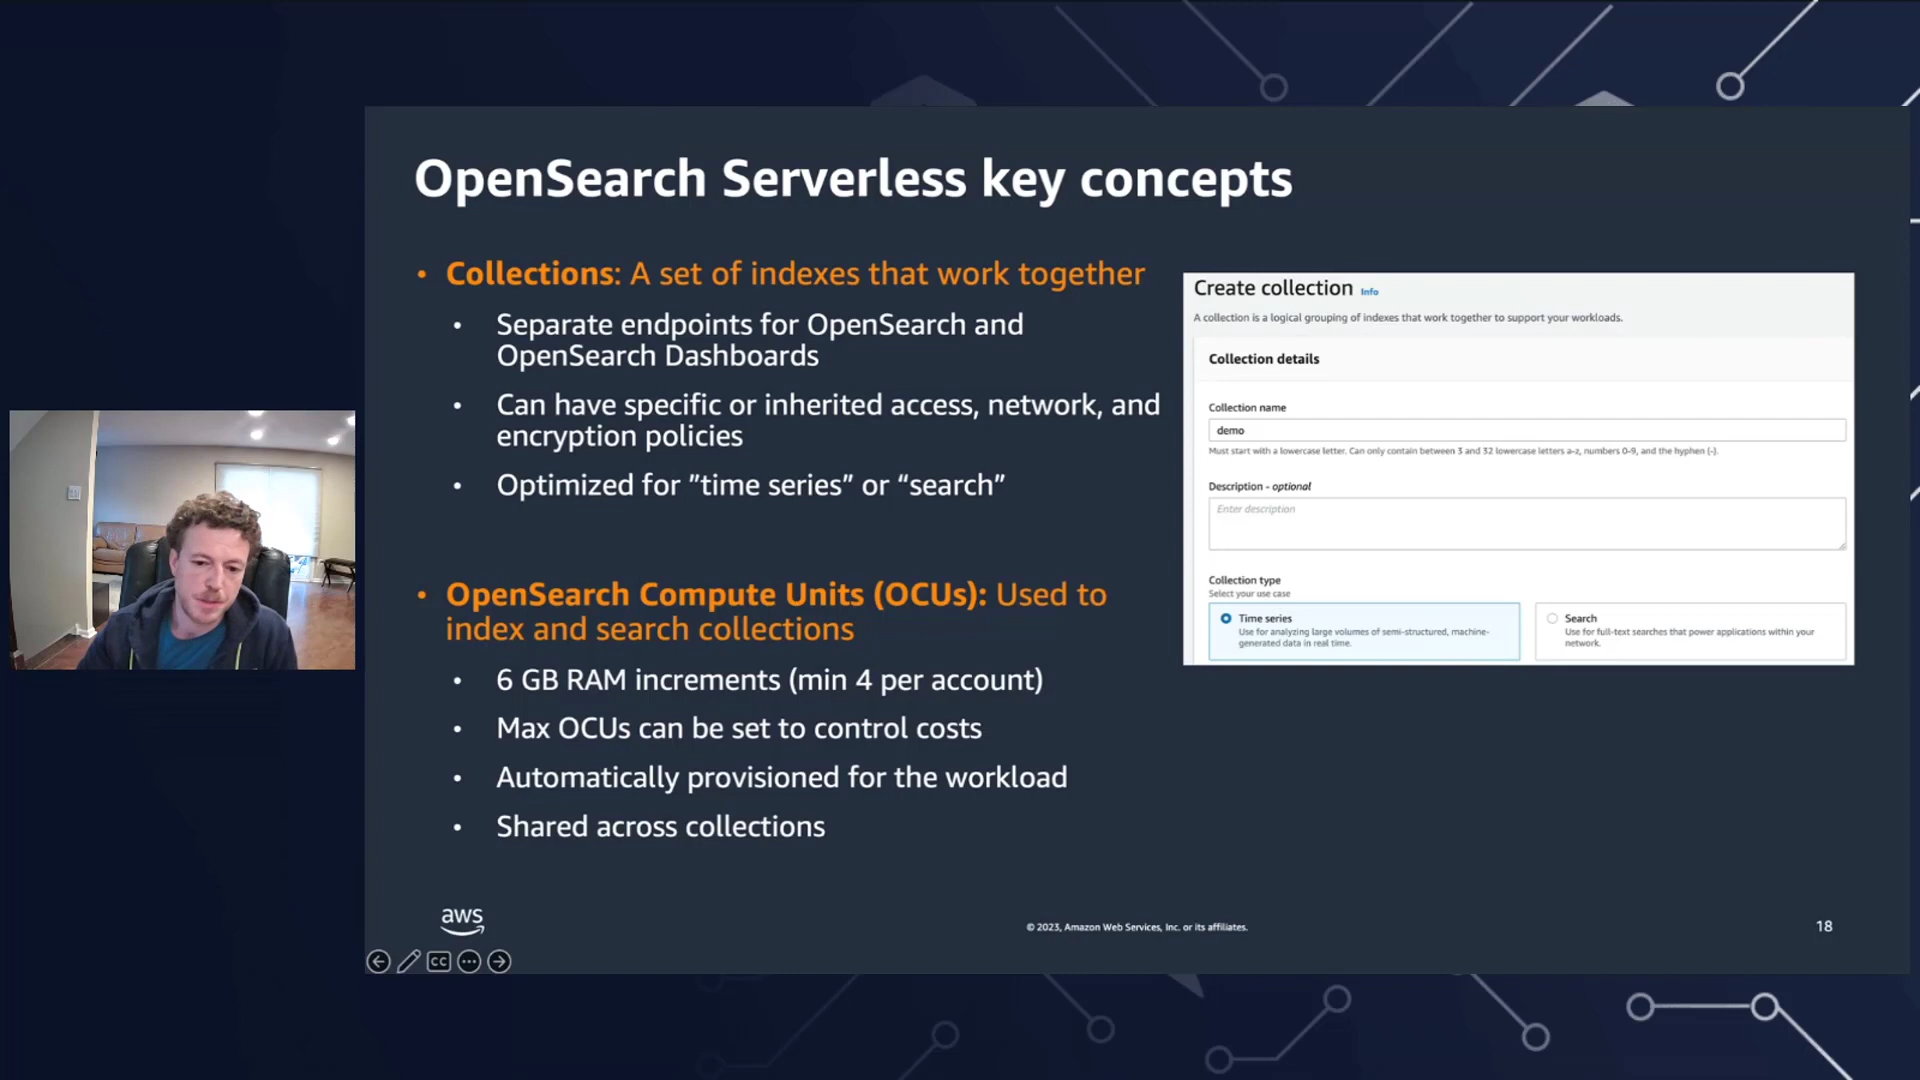 OpenSearch Serverless key concepts
• Collections: A set of indexes that work together
• Separate endpoints for OpenSearch and
OpenSearch Dashboards
• Can have specific or inherited access, network, and
encryption policies
• Optimized for ”time series” or “search”
• OpenSearch Compute Units (OCUs): Used to
index and search collections
• 6 GB RAM increments (min 4 per account)
• Max OCUs can be set to control costs
• Automatically provisioned for the workload
• Shared across collections
Create collection Info
A collection is a logical grouping of indexes that work together to support your workloads.
Collection details
Collection name
demo
Must start with a lowercase letter. Can only contain between 3 and 32 lowercase letters a-z, numbers 0-9, and the hyphen (-).
Description - optional
Enter description
Collection type
Select your use case
Time series
Use for analyzing large volumes of semi-structured, machine-
generated data in real time.
Search
Use for full-text searches that power applications within your
network.
aws
© 2023, Amazon Web Services, Inc. or its affiliates.
18
CC